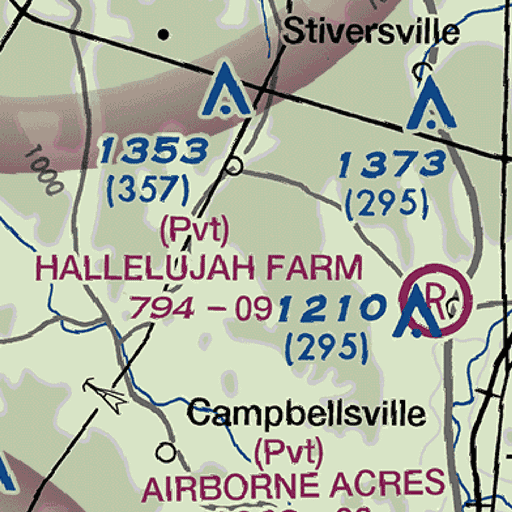 Stiversville
1353
(357)
1373
(295)
1000
(Pvt)
HALLELUJAH FARM
794 - 09
1210
(295)
R
Campbellsville
(Pvt)
AIRBORNE ACRES